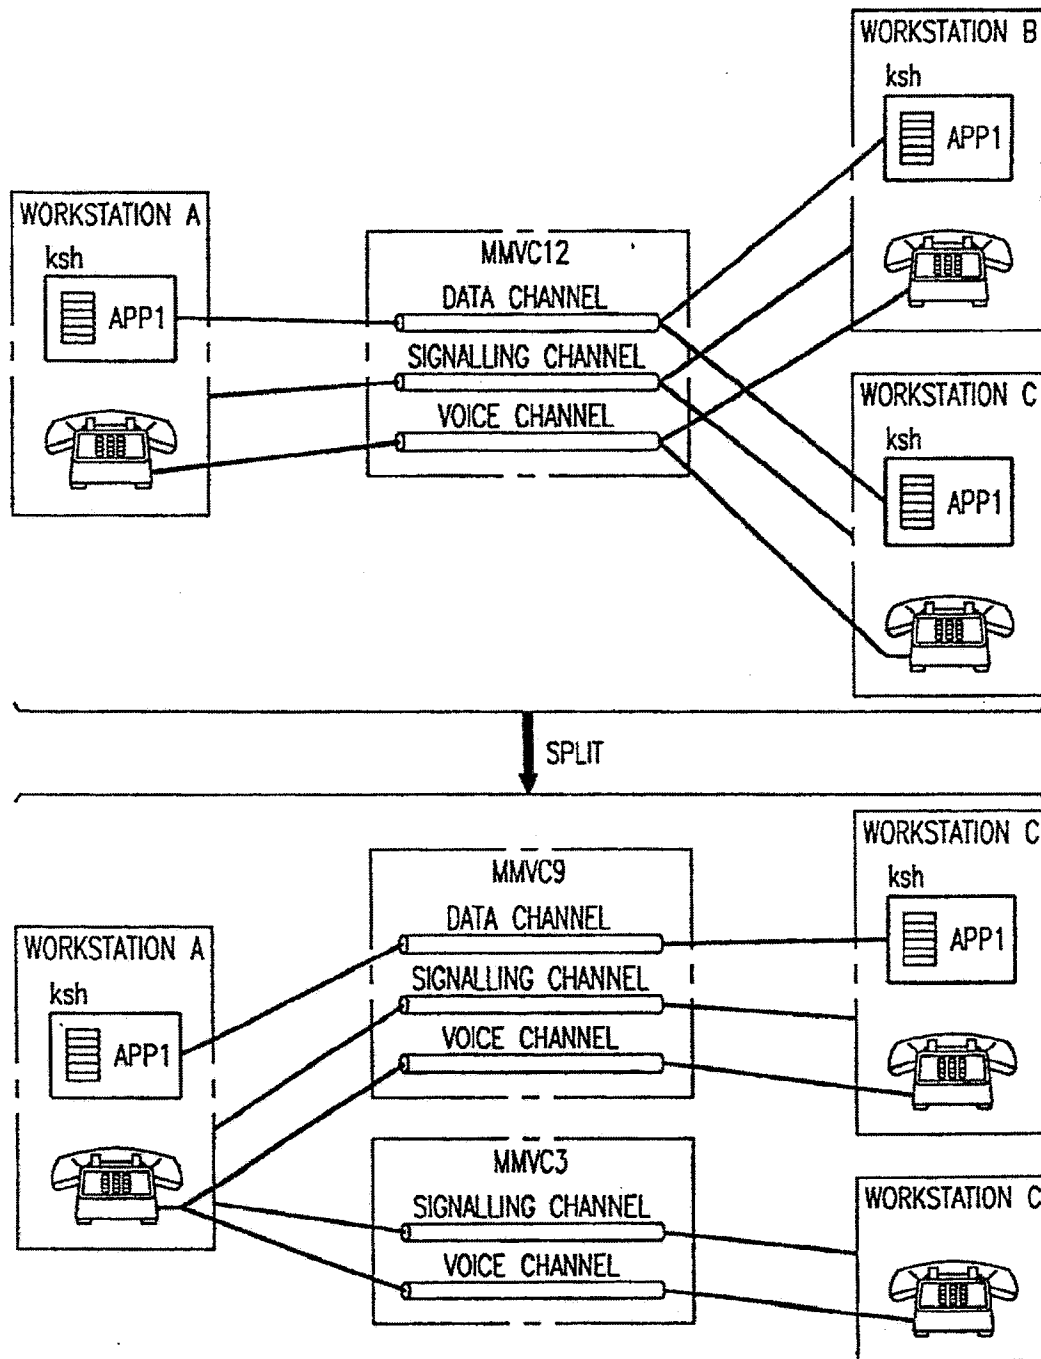 WORKSTATION B
ksh
APP1
WORKSTATION A
ksh
APP1
MMVC12
DATA CHANNEL
SIGNALLING CHANNEL
VOICE CHANNEL
WORKSTATION C
ksh
APP1
SPLIT
WORKSTATION A
ksh
APP1
MMVC9
DATA CHANNEL
SIGNALLING CHANNEL
VOICE CHANNEL
WORKSTATION C
ksh
APP1
MMVC3
SIGNALLING CHANNEL
VOICE CHANNEL
WORKSTATION C